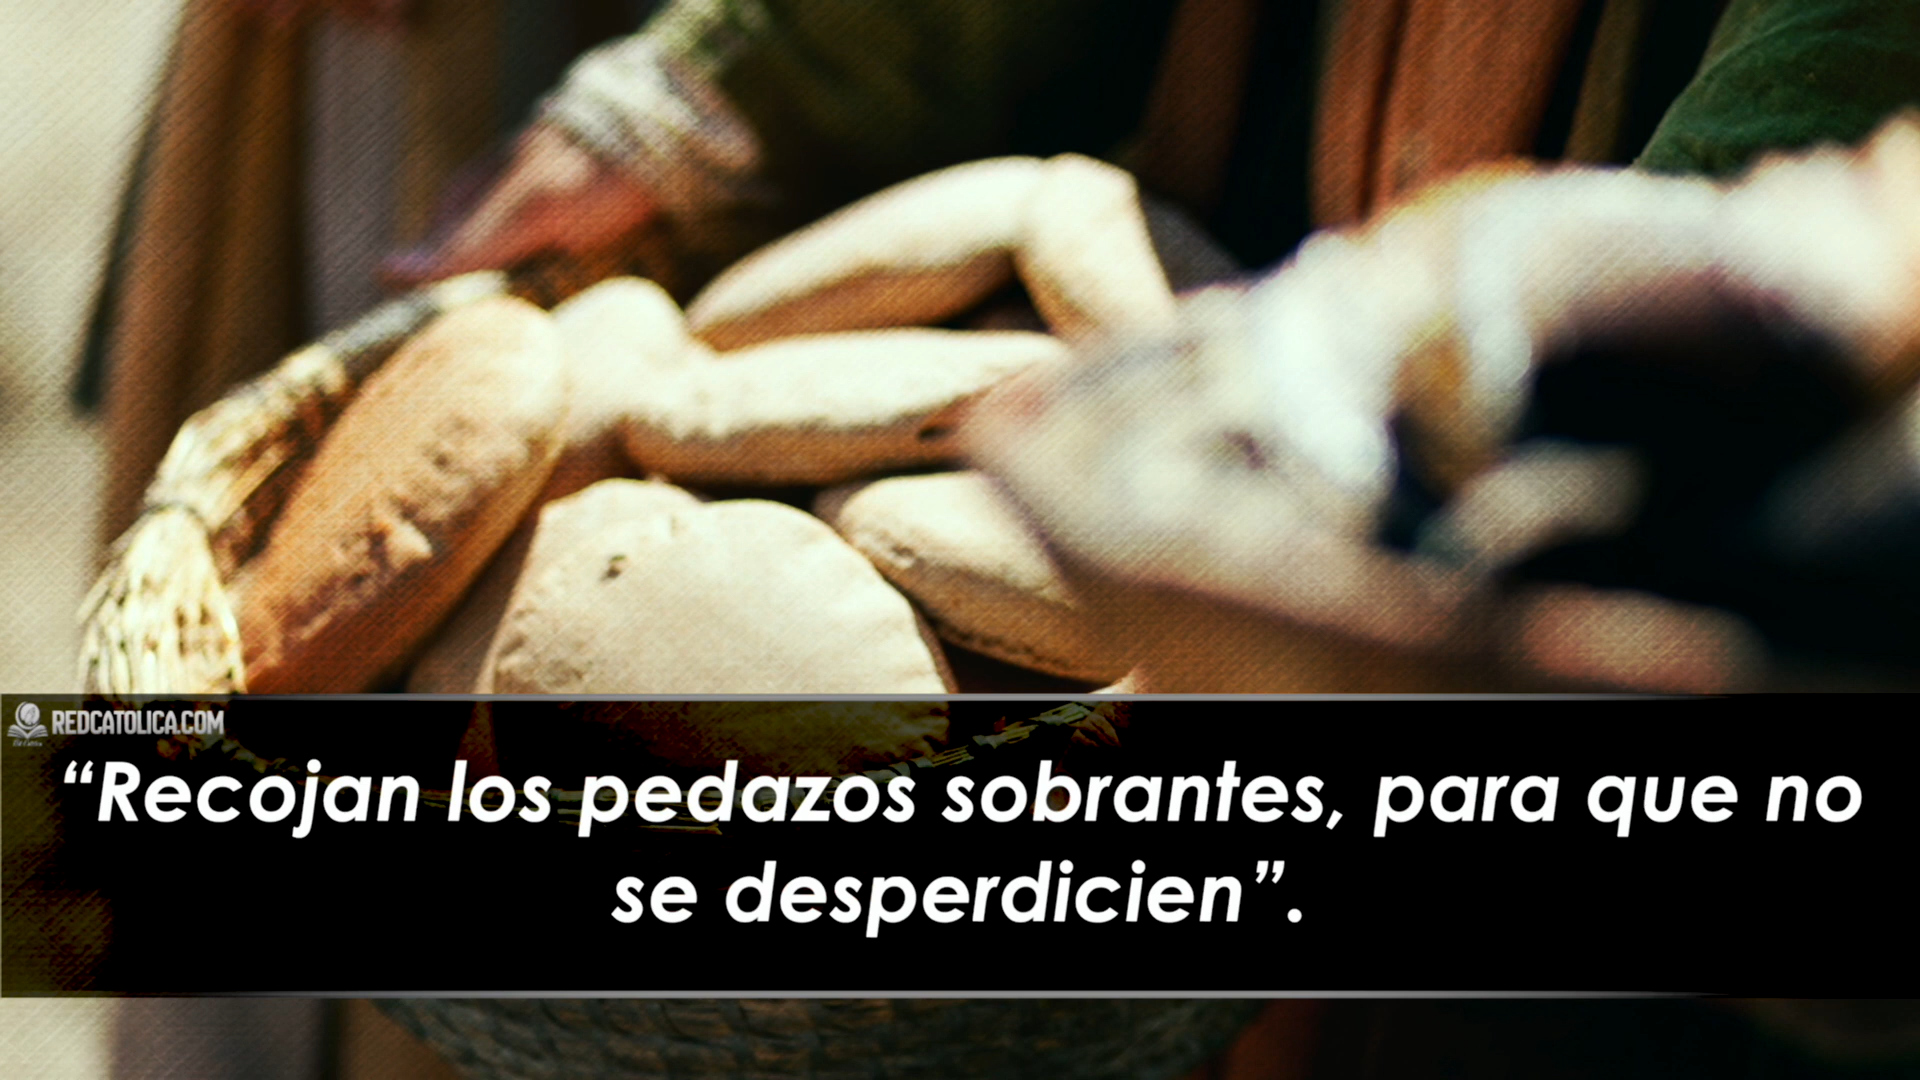 REDCATOLICA.COM
“Recojan los pedazos sobrantes, para que no
se desperdicien”.